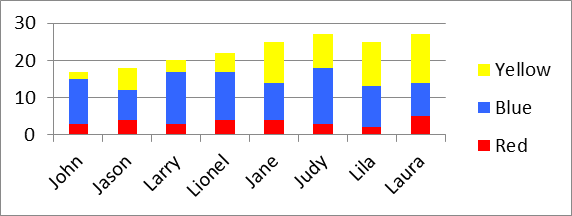 30
20
10
0
John
Jason
Larry
Lionel
Jane
Judy
Lila
Laura
Yellow
Blue
Red